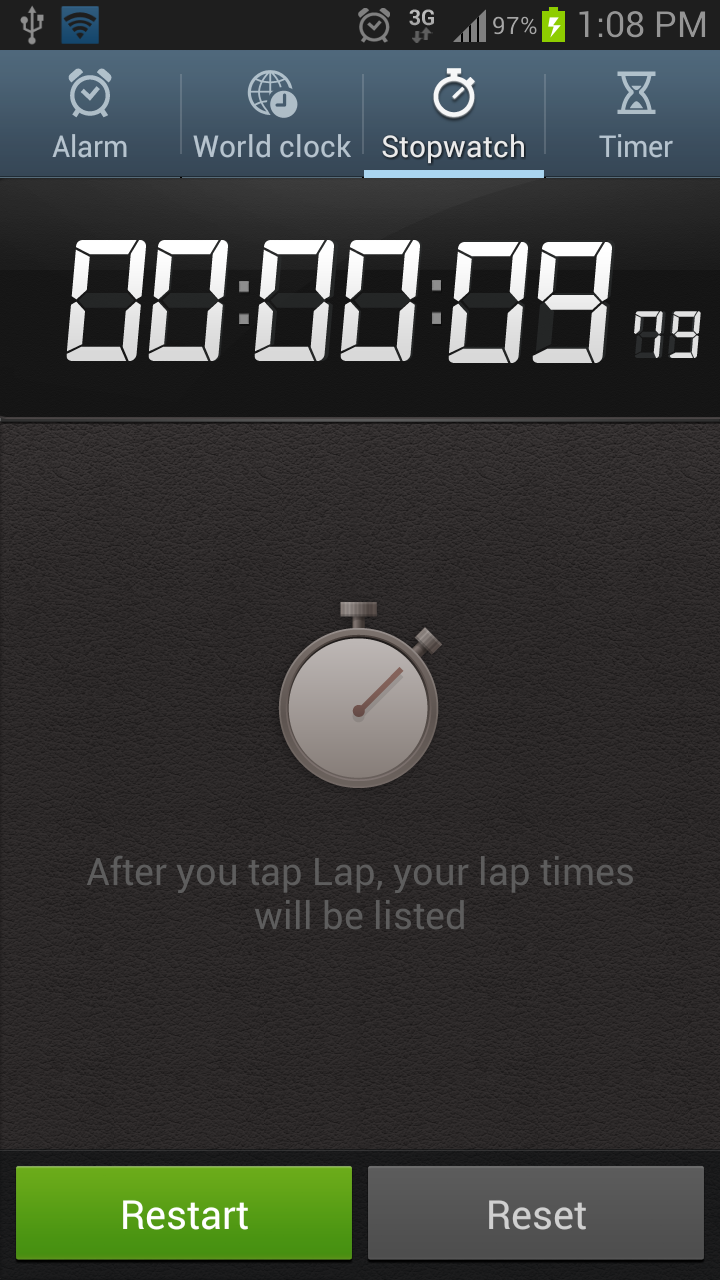 3G 97% 1:08 PM
Alarm World clock Stopwatch Timer
00:00:09 79
After you tap Lap, your lap times
will be listed
Restart Reset